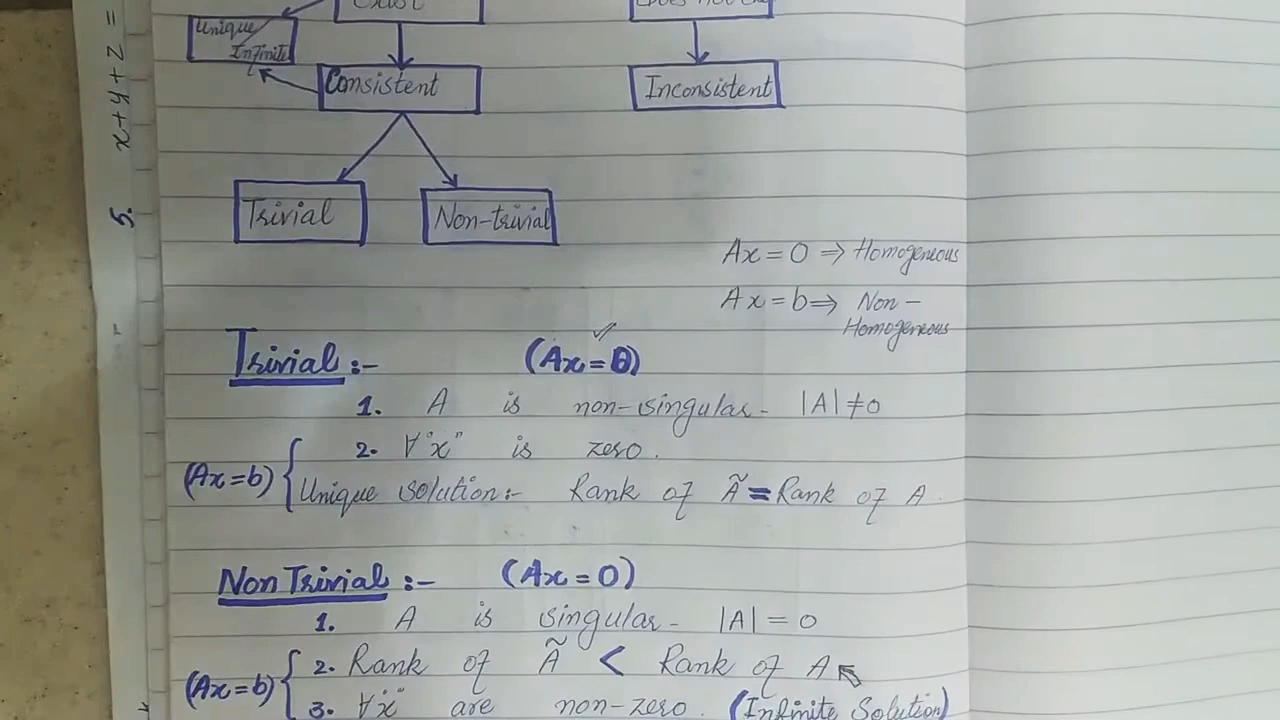 5. x+y+z =
Exist
Unique
Infinite
Consistent
Inconsistent
Trivial
Non-trivial
Ax = 0 ⇒ Homogeneous
Ax = b ⇒ Non-
Homogeneous
Trivial :- (Ax = 0)
1. A is non-singular - |A| ≠ 0
2. ∀"x" is zero.
(Ax=b) { Unique solution:- Rank of Ã = Rank of A.
Non Trivial :- (Ax = 0)
1. A is singular - |A| = 0
(Ax=b) { 2. Rank of Ã < Rank of A
3. ∀"x" are non-zero. (Infinite Solution)